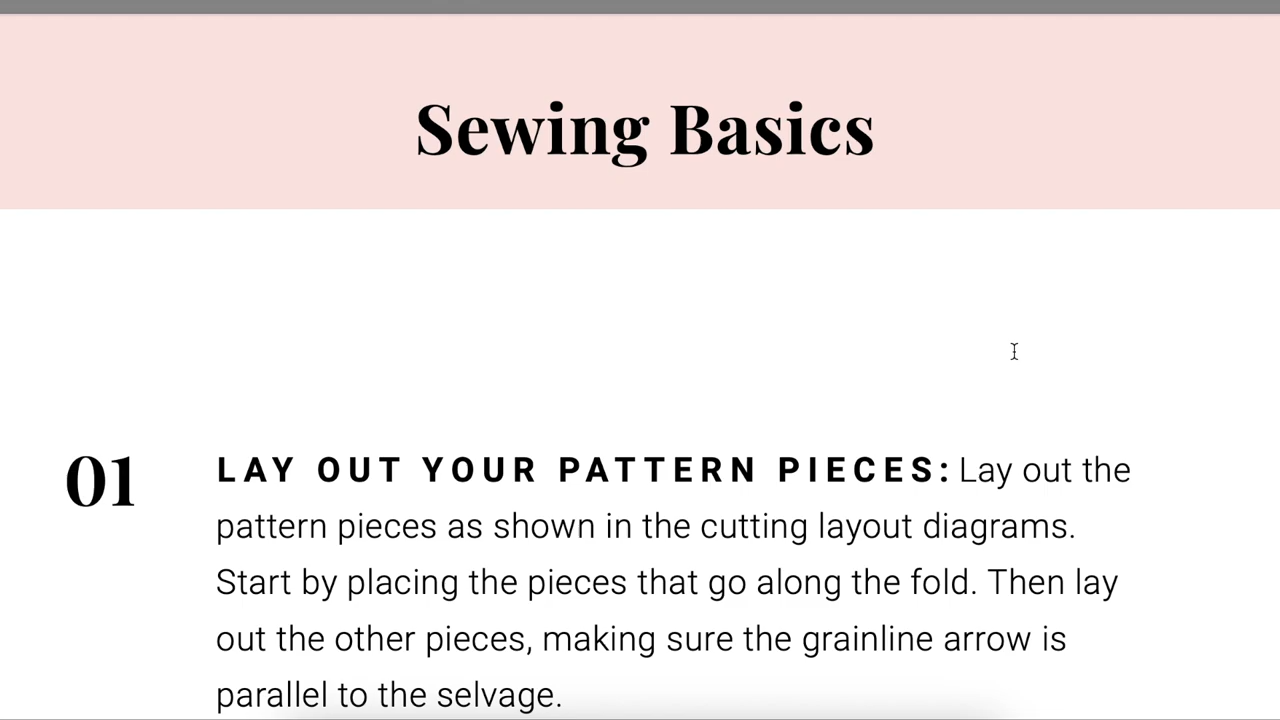 Sewing Basics
01
LAY OUT YOUR PATTERN PIECES: Lay out the
pattern pieces as shown in the cutting layout diagrams.
Start by placing the pieces that go along the fold. Then lay
out the other pieces, making sure the grainline arrow is
parallel to the selvage.